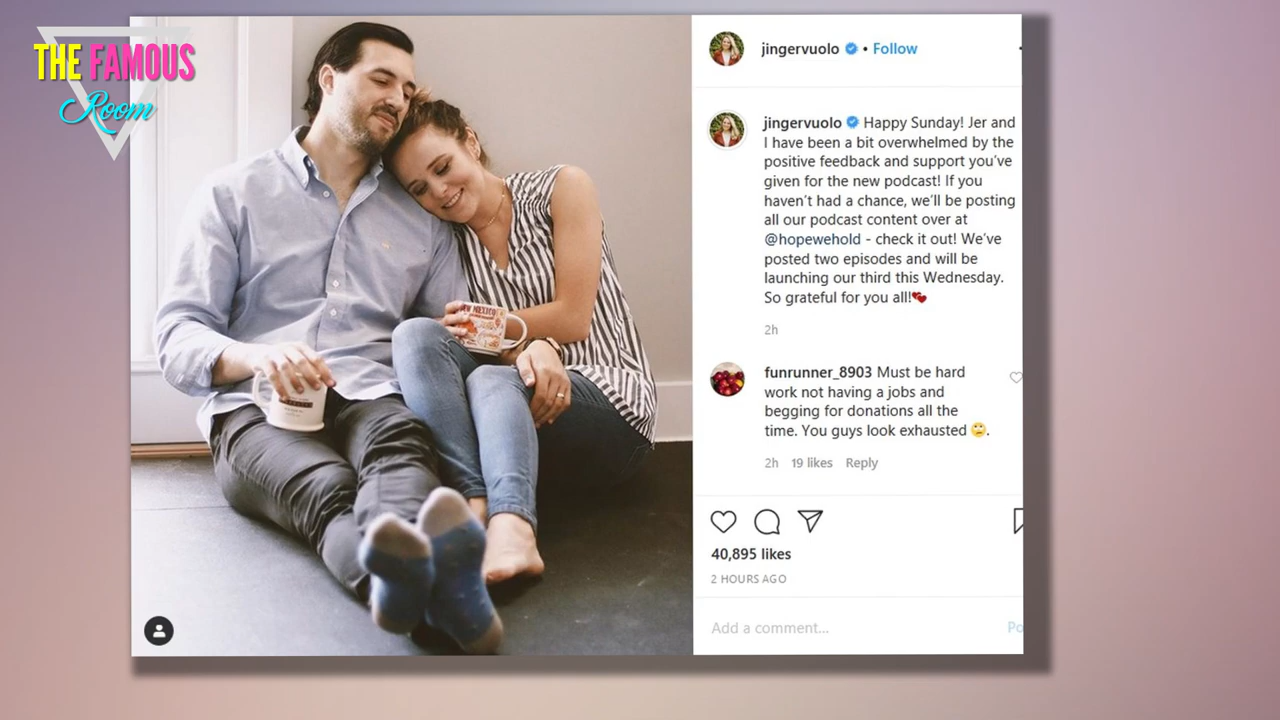 THE FAMOUS
Room
jingervuolo • Follow
jingervuolo Happy Sunday! Jer and
I have been a bit overwhelmed by the
positive feedback and support you've
given for the new podcast! If you
haven't had a chance, we'll be posting
all our podcast content over at
@hopewehold - check it out! We've
posted two episodes and will be
launching our third this Wednesday.
So grateful for you all!💕
2h
funrunner_8903 Must be hard
work not having a jobs and
begging for donations all the
time. You guys look exhausted 🙄.
2h 19 likes Reply
40,895 likes
2 HOURS AGO
Add a comment...
Po
MEXICO